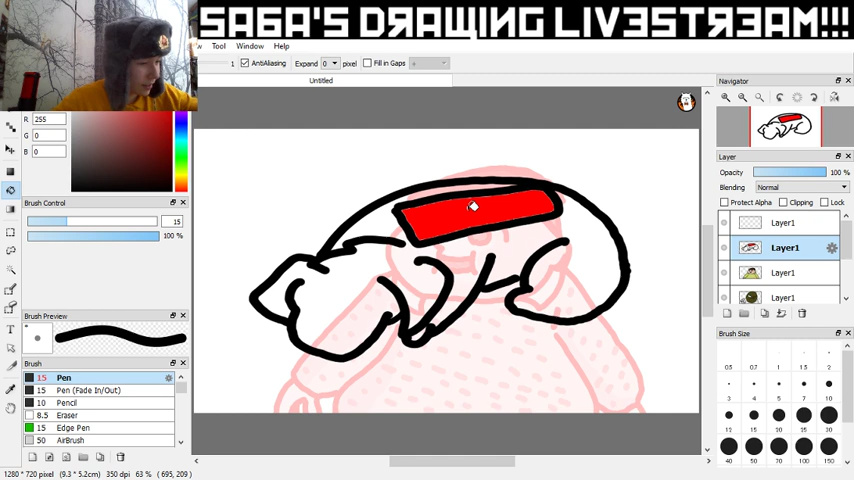 SAGA'S DRAWING LIVESTREAM!!!
Tool Window Help
1 AntiAliasing Expand 0 pixel Fill in Gaps
Untitled
R 255
G 0
B 0
Brush Control
15
100 %
Brush Preview
Brush
15 Pen
15 Pen (Fade In/Out)
10 Pencil
8.5 Eraser
15 Edge Pen
50 AirBrush
1280 * 720 pixel (9.3 * 5.2cm) 350 dpi 63 % ( 695, 209 )
Navigator
Layer
Opacity 100 %
Blending Normal
Protect Alpha Clipping Lock
Layer1
Layer1
Layer1
Layer1
Brush Size
0.5 0.7 1 1.5 2
3 4 5 7 10
12 15 20 25 30
40 50 70 100 150